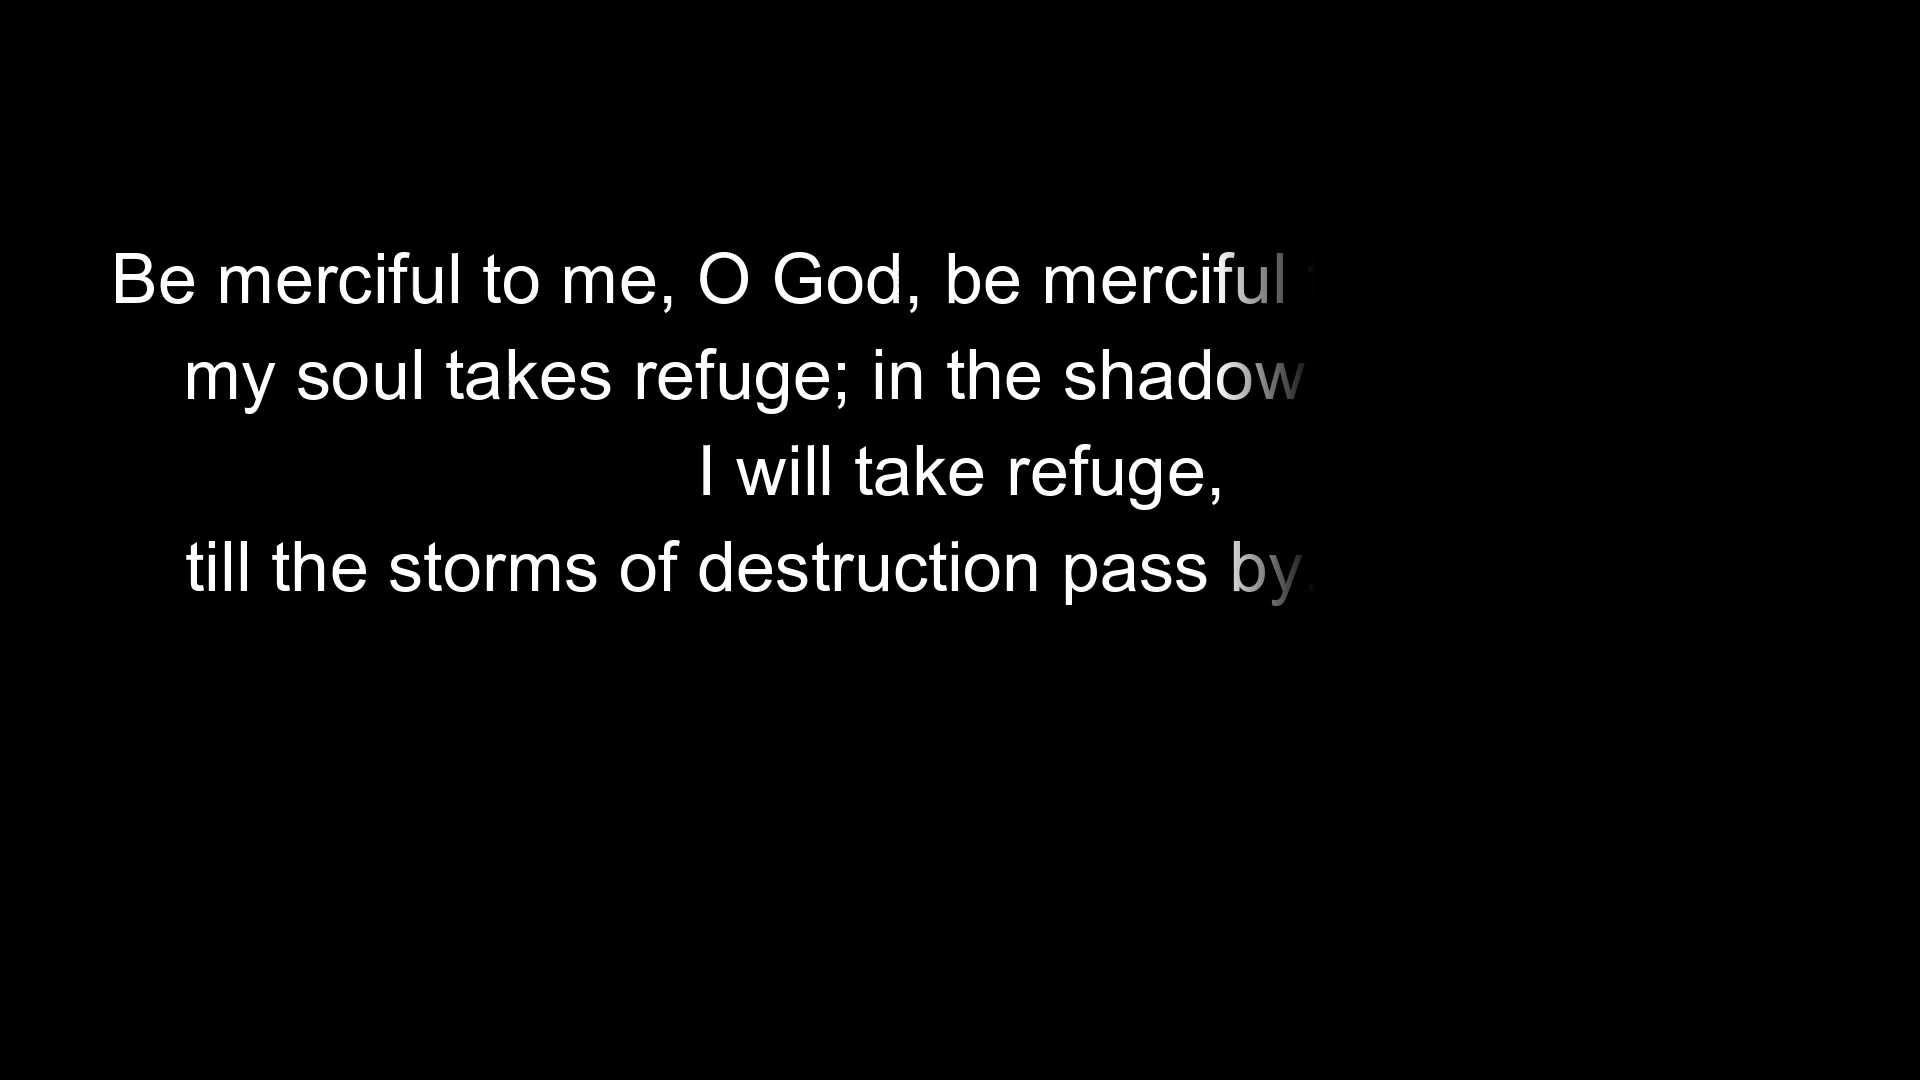 Be merciful to me, O God, be merciful
my soul takes refuge; in the shadow
I will take refuge,
till the storms of destruction pass by.